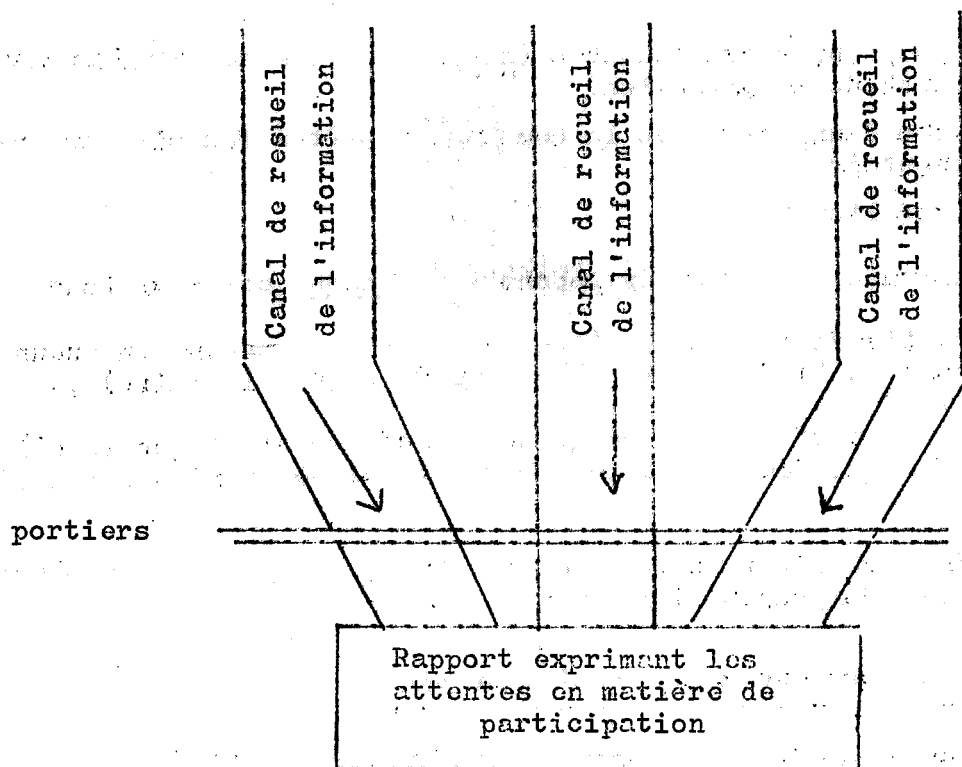 Canal de resueil
de l'information
Canal de recueil
de l'information
Canal de recueil
de l'information
portiers
Rapport exprimant les
attentes en matière de
participation